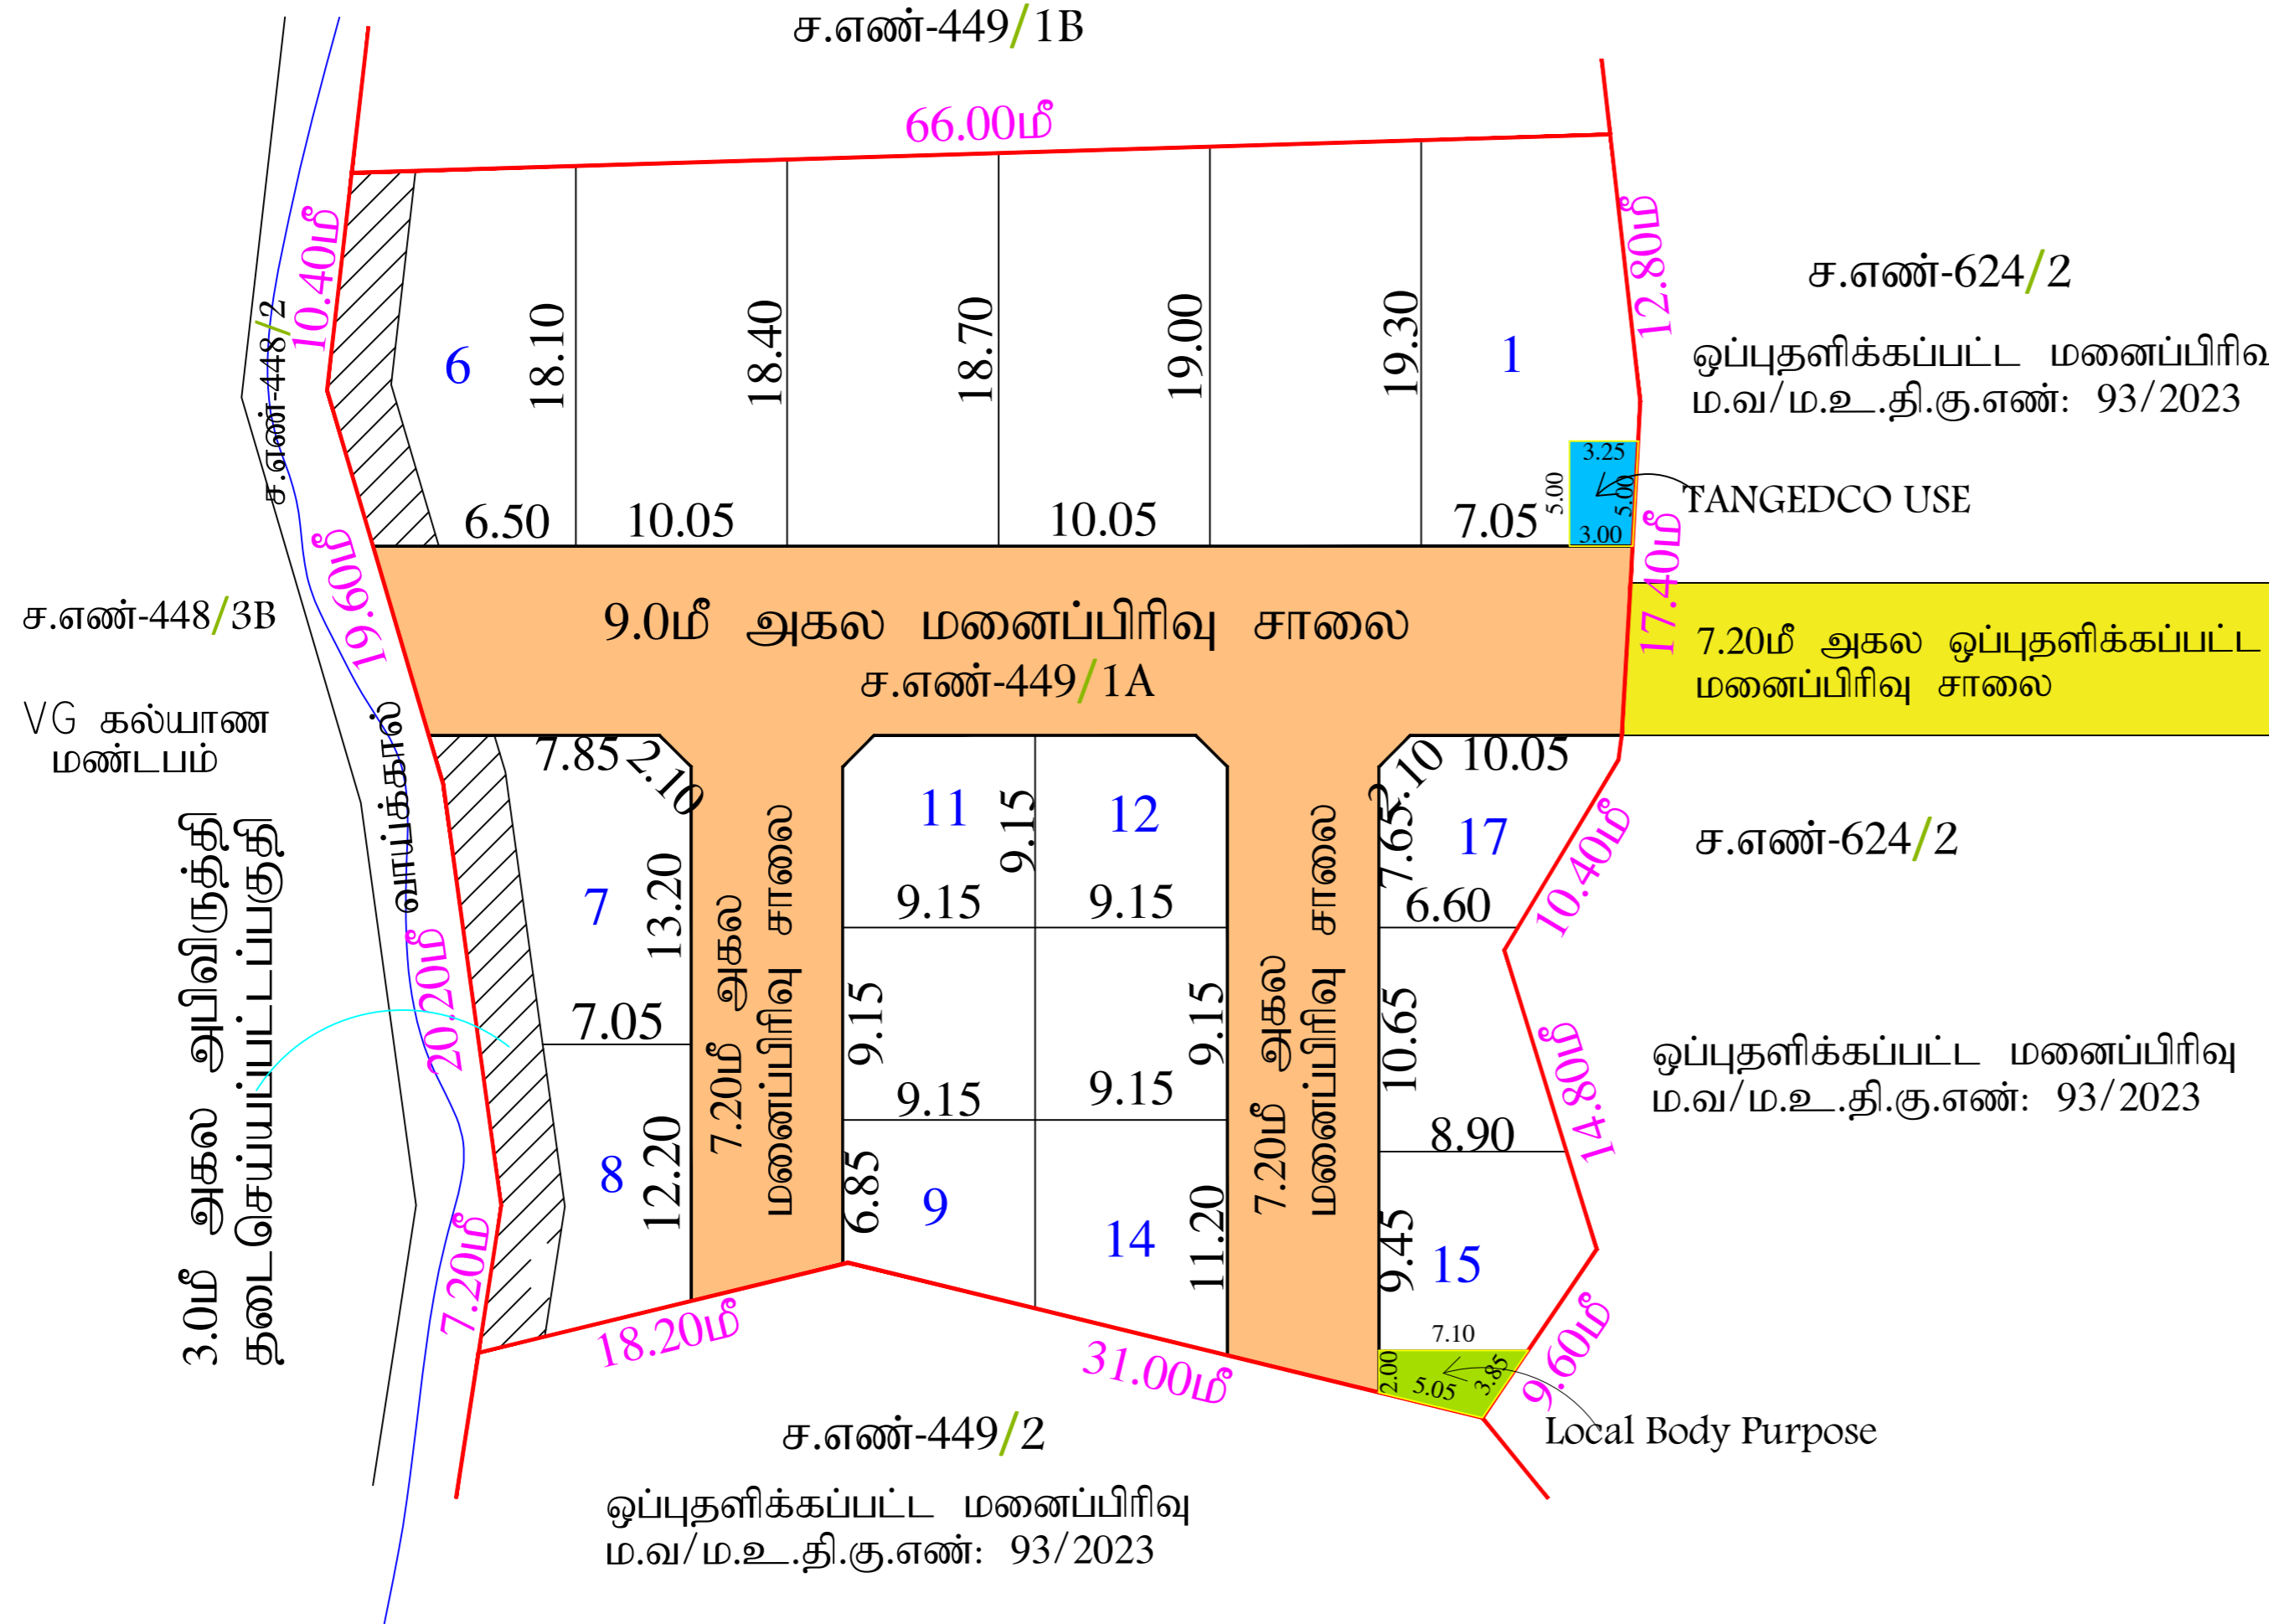 ச.எண்-449/1B
66.00மீ
10.40மீ
12.80மீ
ச.எண்-448/2
ச.எண்-624/2
ஒப்புதளிக்கப்பட்ட மனைப்பிரிவு
ம.வ/ம.உ.தி.கு.எண்: 93/2023
6
18.10
18.40
18.70
19.00
19.30
1
3.25
5.00
5.00
3.00
TANGEDCO USE
6.50
10.05
10.05
7.05
19.60மீ
17.40மீ
9.0மீ அகல மனைப்பிரிவு சாலை
ச.எண்-449/1A
7.20மீ அகல ஒப்புதளிக்கப்பட்ட
மனைப்பிரிவு சாலை
ச.எண்-448/3B
VG கல்யாண
மண்டபம்
வாய்க்கால்
3.0மீ அகல அபிவிருந்தி
தடைசெய்யப்பட்டப்பகுதி
7.85
2.10
7
13.20
7.05
8
12.20
20.20மீ
7.20மீ
7.20மீ அகல
மனைப்பிரிவு சாலை
11
9.15
12
9.15
9.15
9.15
9.15
9.15
9.15
6.85
9
14
11.20
7.20மீ அகல
மனைப்பிரிவு சாலை
2.10
10.05
7.65
17
6.60
10.40மீ
ச.எண்-624/2
10.65
14.80மீ
8.90
ஒப்புதளிக்கப்பட்ட மனைப்பிரிவு
ம.வ/ம.உ.தி.கு.எண்: 93/2023
9.45
15
7.10
2.00
5.05
3.85
9.60மீ
Local Body Purpose
18.20மீ
31.00மீ
ச.எண்-449/2
ஒப்புதளிக்கப்பட்ட மனைப்பிரிவு
ம.வ/ம.உ.தி.கு.எண்: 93/2023